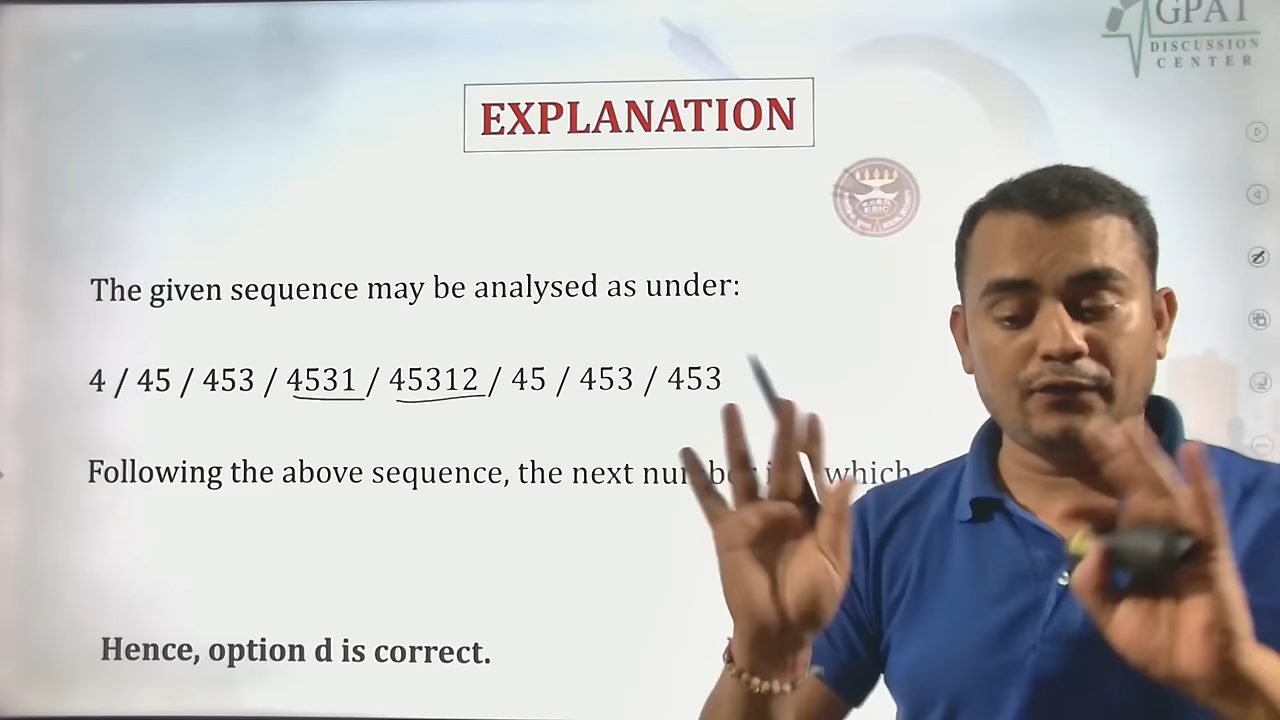 GPAT
DISCUSSION
CENTER
EXPLANATION
ESIC
The given sequence may be analysed as under:
4 / 45 / 453 / 4531 / 45312 / 45 / 453 / 453
Following the above sequence, the next which
Hence, option d is correct.